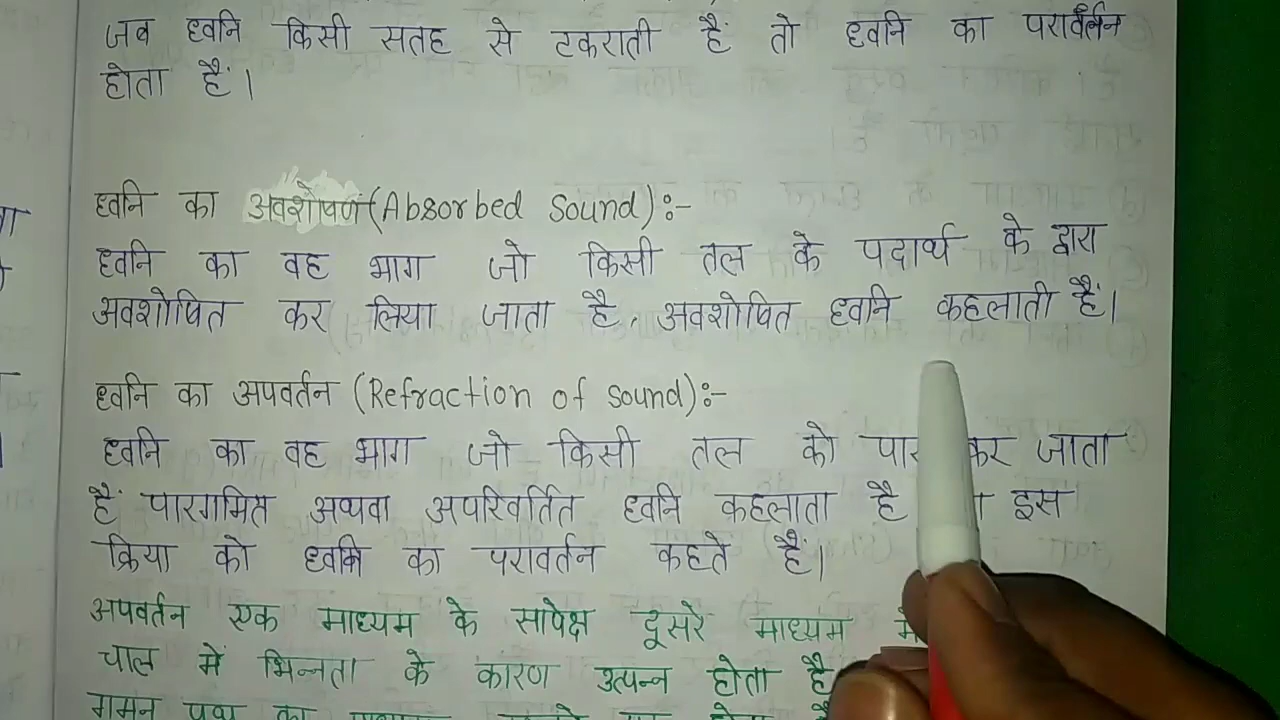 जब ध्वनि किसी सतह से टकराती हैं तो ध्वनि का परावर्तन
होता हैं।
ध्वनि का अवशोषण (Absorbed Sound):-
ध्वनि का वह भाग जो किसी तल के पदार्थ के द्वारा
अवशोषित कर लिया जाता है, अवशोषित ध्वनि कहलाती हैं।
ध्वनि का अपवर्तन (Refraction of sound):-
ध्वनि का वह भाग जो किसी तल को पार कर जाता
हैं पारगमित अथवा अपरिवर्तित ध्वनि कहलाता है इस
क्रिया को ध्वनि का परावर्तन कहते हैं।
अपवर्तन एक माध्यम के सापेक्ष दूसरे माध्यम में
चाल में भिन्नता के कारण उत्पन्न होता है
गमन पथ का